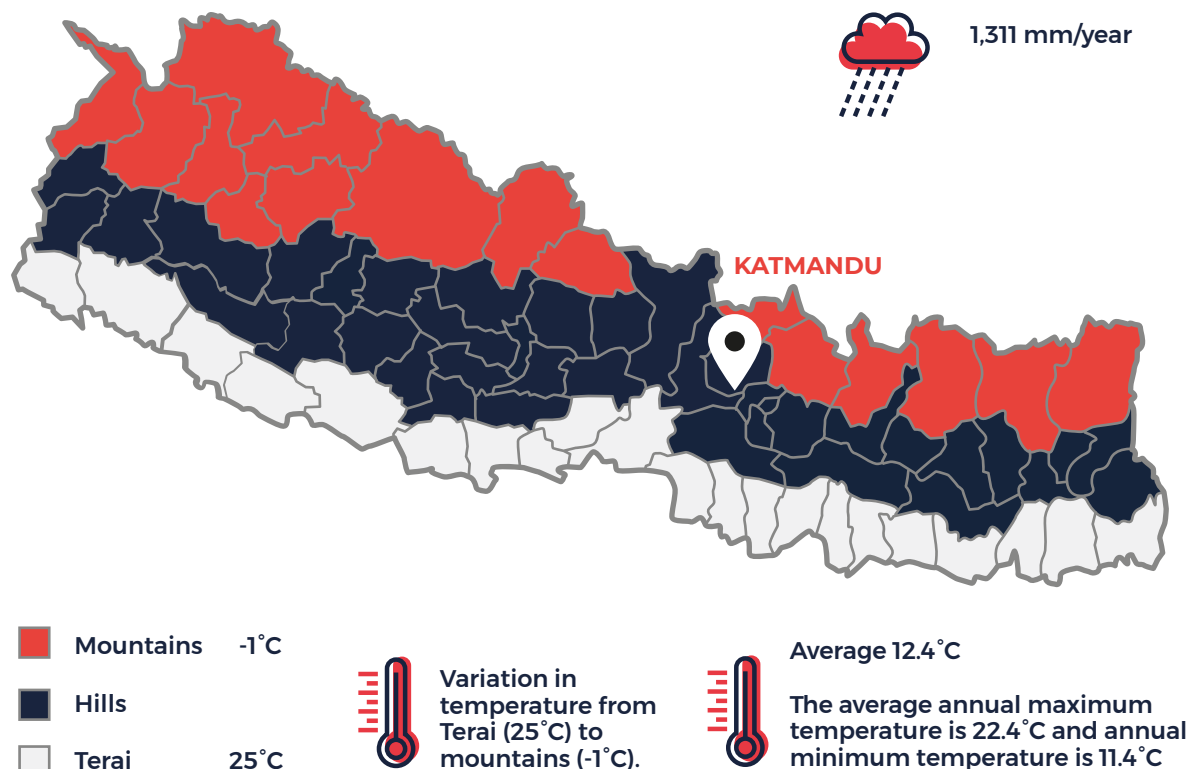 1,311 mm/year
KATMANDU
Mountains -1˚C
Hills
Terai 25˚C
Variation in
temperature from
Terai (25˚C) to
mountains (-1˚C).
Average 12.4˚C
The average annual maximum
temperature is 22.4˚C and annual
minimum temperature is 11.4˚C